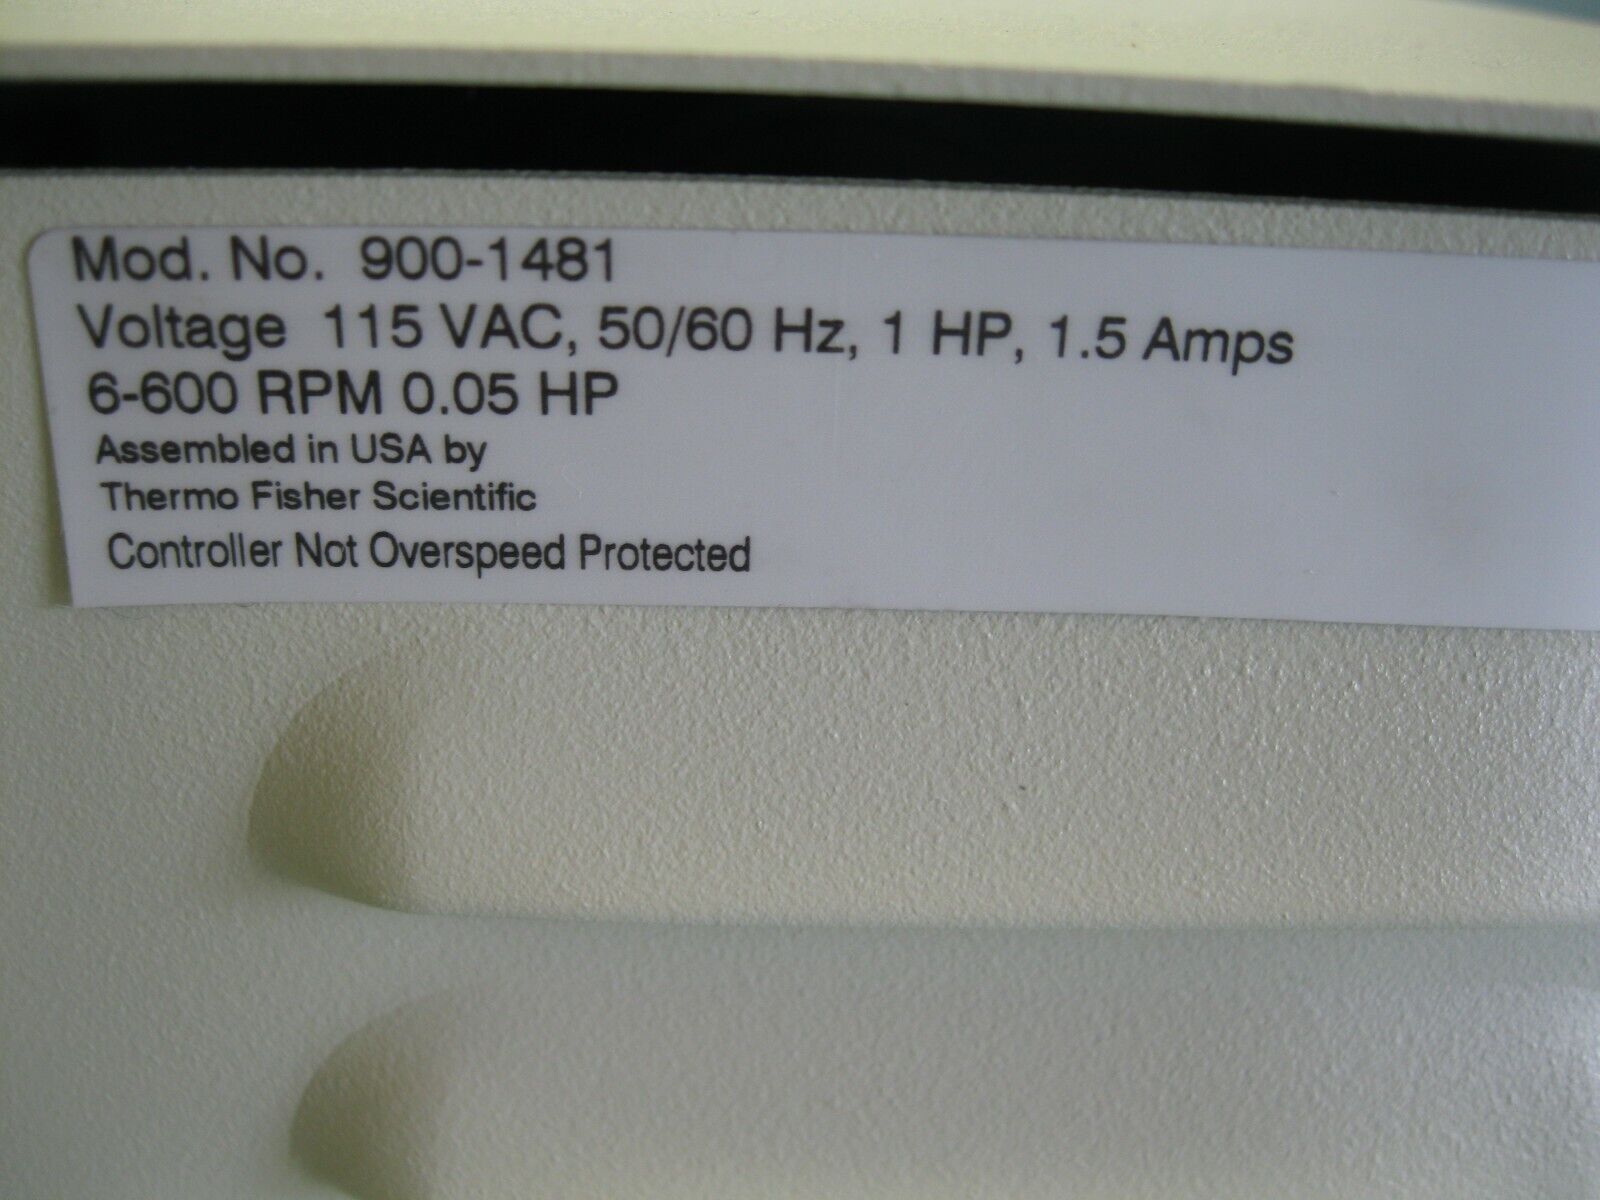 Mod. No. 900-1481
Voltage 115 VAC, 50/60 Hz, 1 HP, 1.5 Amps
6-600 RPM 0.05 HP
Assembled in USA by
Thermo Fisher Scientific
Controller Not Overspeed Protected